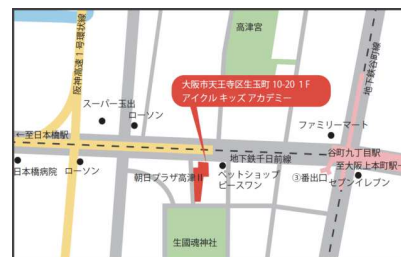 高津宮
阪神高速1号環状線
地下鉄谷町線
大阪市天王寺区生玉町 10-20 1F
アイクル キッズ アカデミー
スーパー玉出
ローソン
ファミリーマート
←至日本橋駅
地下鉄千日前線
谷町九丁目駅
至大阪上本町駅→
日本橋病院
ローソン
朝日プラザ高津II
ペットショップ
ピースワン
③番出口
セブンイレブン
生國魂神社